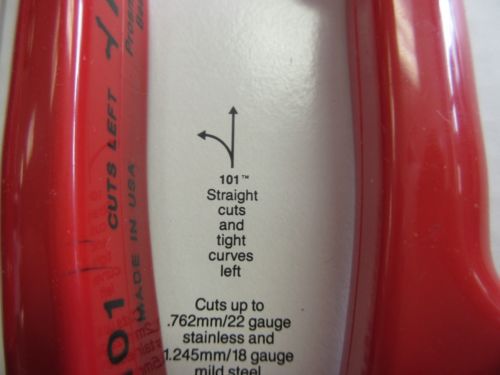 101™
Straight
cuts
and
tight
curves
left
Cuts up to
.762mm/22 gauge
stainless and
1.245mm/18 gauge
mild steel
CUTS LEFT
MADE IN USA